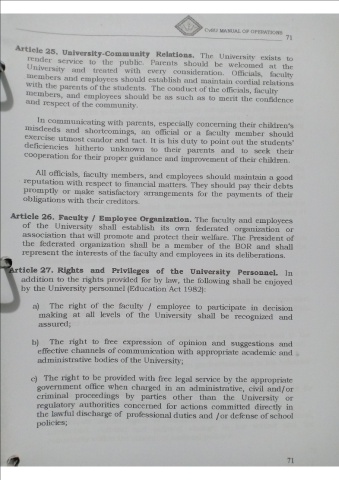 MANUAL OF OPERATIONS
71
Article 25. University-Community Relations. The University exists to
render service to the public. Parents should be welcomed at the
University and treated with every consideration. Officials, faculty
members and employees should establish and maintain cordial relations
with the parents of the students. The conduct of the officials, faculty
members, and employees should be as such as to merit the confidence
and respect of the community.
In communicating with parents, especially concerning their children's
misdeeds and shortcomings, an official or a faculty member should
exercise utmost candor and tact. It is his duty to point out the students'
deficiencies hitherto unknown to their parents and to seek their
cooperation for their proper guidance and improvement of their children.
All officials, faculty members, and employees should maintain a good
reputation with respect to financial matters. They should pay their debts
promptly or make satisfactory arrangements for the payments of their
obligations with their creditors.
Article 26. Faculty / Employee Organization. The faculty and employees
of the University shall establish its own federated organization or
association that will promote and protect their welfare. The President of
the federated organization shall be a member of the BOR and shall
represent the interests of the faculty and employees in its deliberations.
Article 27. Rights and Privileges of the University Personnel. In
addition to the rights provided for by law, the following shall be enjoyed
by the University personnel (Education Act 1982):
a) The right of the faculty / employee to participate in decision
making at all levels of the University shall be recognized and
assured;
b) The right to free expression of opinion and suggestions and
effective channels of communication with appropriate academic and
administrative bodies of the University;
c) The right to be provided with free legal service by the appropriate
government office when charged in an administrative, civil and/or
criminal proceedings by parties other than the University or
regulatory authorities concerned for actions committed directly in
the lawful discharge of professional duties and /or defense of school
policies;
71